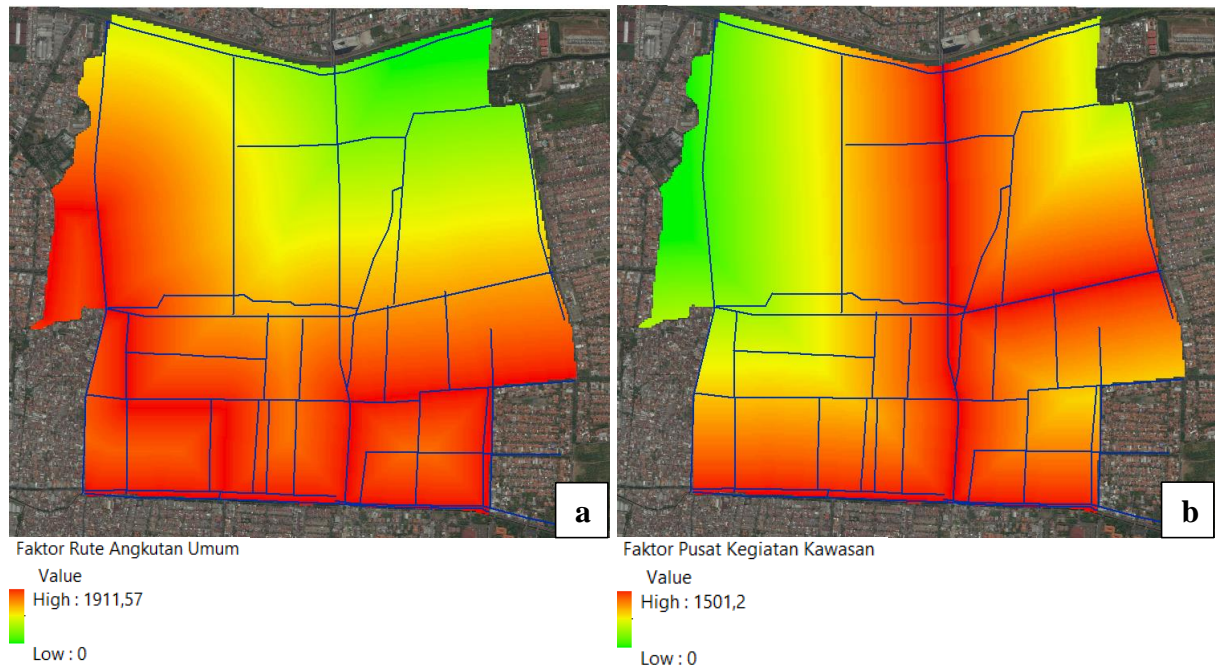 a
b
Faktor Rute Angkutan Umum
Value
High : 1911,57
Low : 0
Faktor Pusat Kegiatan Kawasan
Value
High : 1501,2
Low : 0